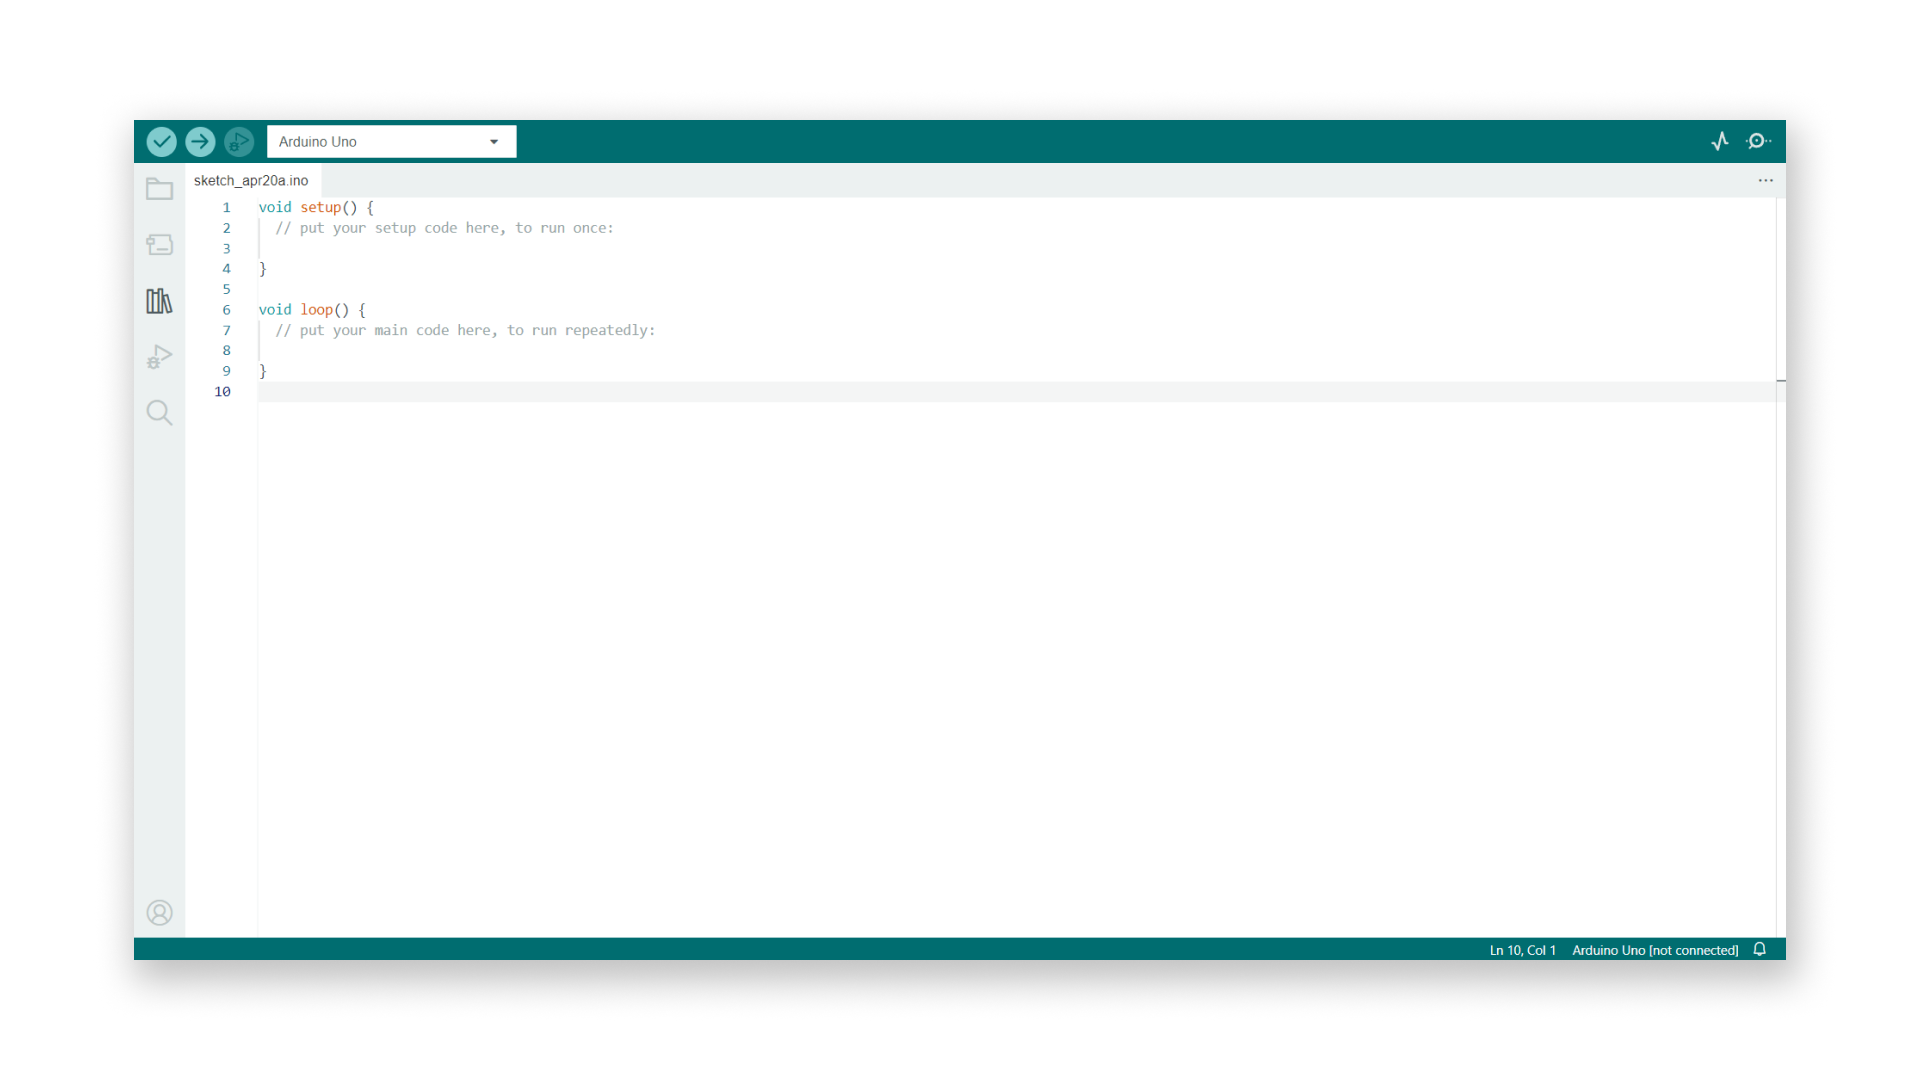 Arduino Uno
sketch_apr20a.ino
...
1 void setup() {
2   // put your setup code here, to run once:
3
4 }
5
6 void loop() {
7   // put your main code here, to run repeatedly:
8
9 }
10
Ln 10, Col 1 Arduino Uno [not connected]